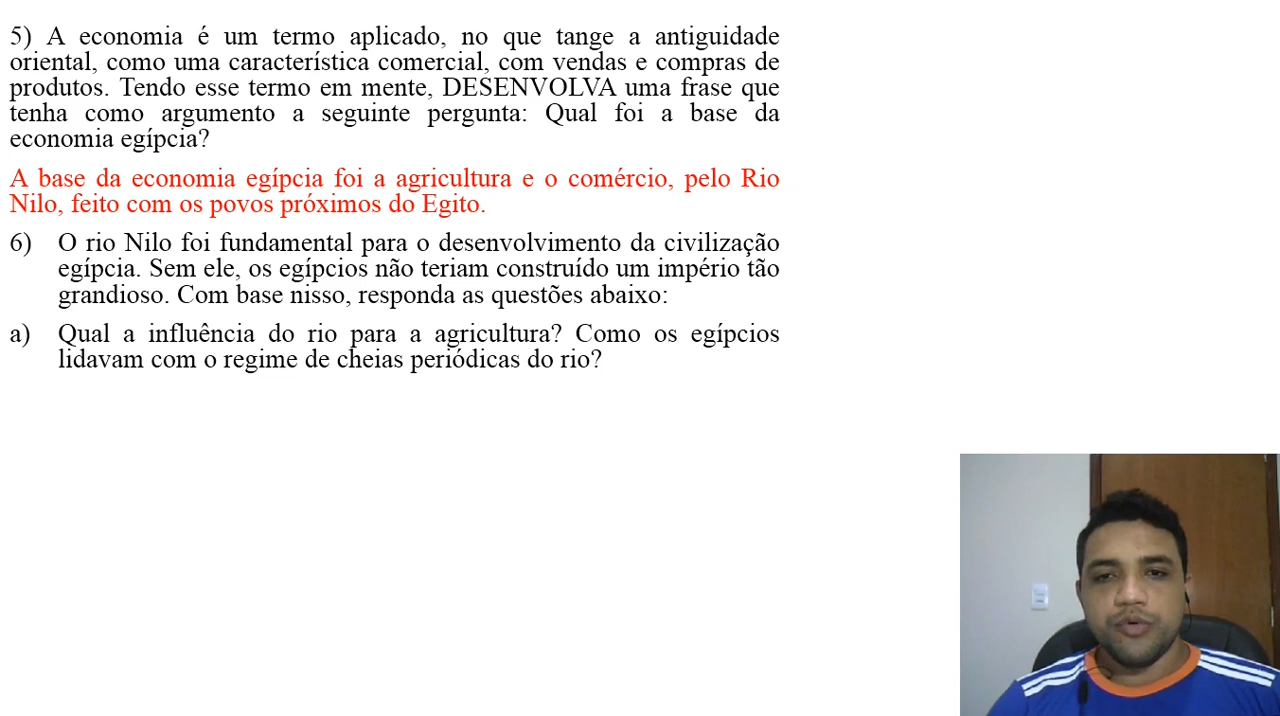 5) A economia é um termo aplicado, no que tange a antiguidade
oriental, como uma característica comercial, com vendas e compras de
produtos. Tendo esse termo em mente, DESENVOLVA uma frase que
tenha como argumento a seguinte pergunta: Qual foi a base da
economia egípcia?
A base da economia egípcia foi a agricultura e o comércio, pelo Rio
Nilo, feito com os povos próximos do Egito.
6) O rio Nilo foi fundamental para o desenvolvimento da civilização
egípcia. Sem ele, os egípcios não teriam construído um império tão
grandioso. Com base nisso, responda as questões abaixo:
a) Qual a influência do rio para a agricultura? Como os egípcios
lidavam com o regime de cheias periódicas do rio?